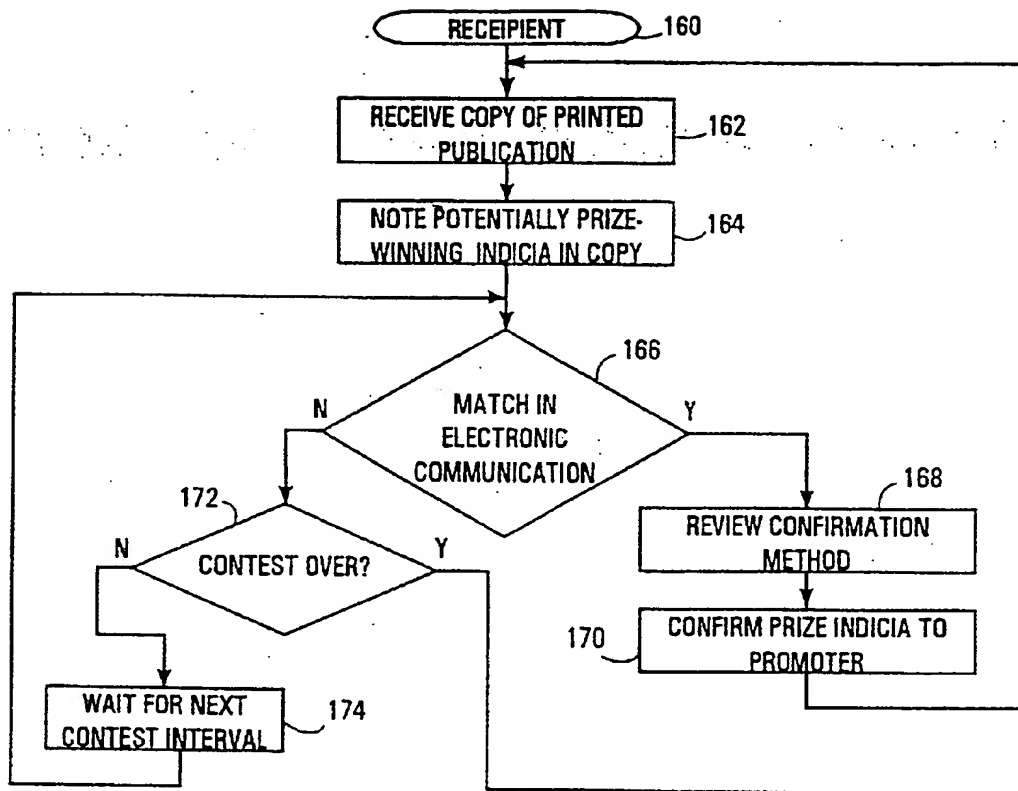 RECEIPIENT
160
RECEIVE COPY OF PRINTED
PUBLICATION
162
NOTE POTENTIALLY PRIZE-
WINNING INDICIA IN COPY
164
166
N
MATCH IN
ELECTRONIC
COMMUNICATION
Y
172
168
REVIEW CONFIRMATION
METHOD
N
CONTEST OVER?
Y
170
CONFIRM PRIZE INDICIA TO
PROMOTER
WAIT FOR NEXT
CONTEST INTERVAL
174